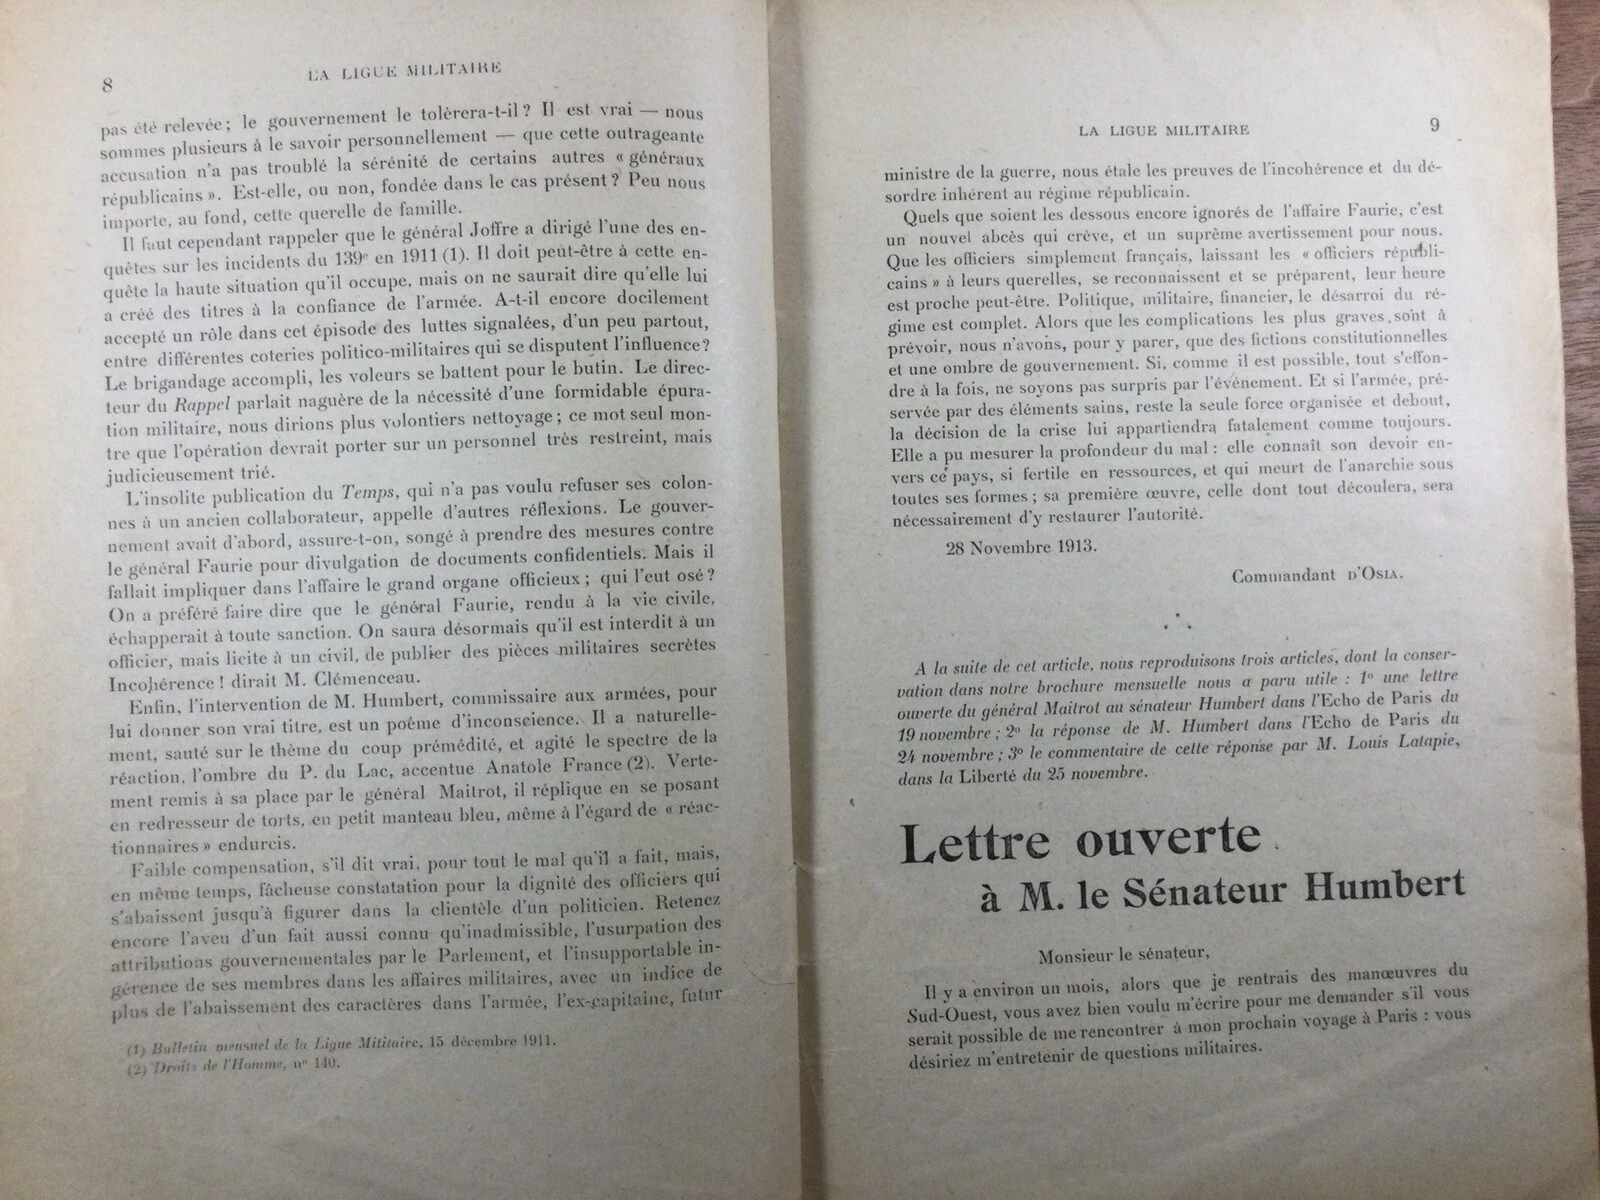 8
LA LIGUE MILITAIRE
pas été relevée ; le gouvernement le tolèrera-t-il ? Il est vrai — nous
sommes plusieurs à le savoir personnellement — que cette outrageante
accusation n'a pas troublé la sérénité de certains autres « généraux
républicains ». Est-elle, ou non, fondée dans le cas présent ? Peu nous
importe, au fond, cette querelle de famille.
Il faut cependant rappeler que le général Joffre a dirigé l'une des en-
quêtes sur les incidents du 139e en 1911 (1). Il doit peut-être à cette en-
quête la haute situation qu'il occupe, mais on ne saurait dire qu'elle lui
a créé des titres à la confiance de l'armée. A-t-il encore docilement
accepté un rôle dans cet épisode des luttes signalées, d'un peu partout,
entre différentes coteries politico-militaires qui se disputent l'influence ?
Le brigandage accompli, les voleurs se battent pour le butin. Le direc-
teur du Rappel parlait naguère de la nécessité d'une formidable épura-
tion militaire, nous dirions plus volontiers nettoyage ; ce mot seul mon-
tre que l'opération devrait porter sur un personnel très restreint, mais
judicieusement trié.
L'insolite publication du Temps, qui n'a pas voulu refuser ses colon-
nes à un ancien collaborateur, appelle d'autres réflexions. Le gouver-
nement avait d'abord, assure-t-on, songé à prendre des mesures contre
le général Faurie pour divulgation de documents confidentiels. Mais il
fallait impliquer dans l'affaire le grand organe officieux ; qui l'eut osé ?
On a préféré faire dire que le général Faurie, rendu à la vie civile,
échapperait à toute sanction. On saura désormais qu'il est interdit à un
officier, mais licite à un civil, de publier des pièces militaires secrètes
Incohérence ! dirait M. Clémenceau.
Enfin, l'intervention de M. Humbert, commissaire aux armées, pour
lui donner son vrai titre, est un poême d'inconscience. Il a naturelle-
ment, sauté sur le thème du coup prémédité, et agité le spectre de la
réaction, l'ombre du P. du Lac, accentue Anatole France (2). Verte-
ment remis à sa place par le général Maitrot, il réplique en se posant
en redresseur de torts, en petit manteau bleu, même à l'égard de « réac-
tionnaires » endurcis.
Faible compensation, s'il dit vrai, pour tout le mal qu'il a fait, mais,
en même temps, fâcheuse constatation pour la dignité des officiers qui
s'abaissent jusqu'à figurer dans la clientèle d'un politicien. Retenez
encore l'aveu d'un fait aussi connu qu'inadmissible, l'usurpation des
attributions gouvernementales par le Parlement, et l'insupportable in-
gérence de ses membres dans les affaires militaires, avec un indice de
plus de l'abaissement des caractères dans l'armée, l'ex-capitaine, futur
(1) Bulletin mensuel de la Ligue Militaire, 15 décembre 1911.
(2) Droits de l'Homme, n° 140.
LA LIGUE MILITAIRE
9
ministre de la guerre, nous étale les preuves de l'incohérence et du dé-
sordre inhérent au régime républicain.
Quels que soient les dessous encore ignorés de l'affaire Faurie, c'est
un nouvel abcès qui crève, et un suprême avertissement pour nous.
Que les officiers simplement français, laissant les « officiers républi-
cains » à leurs querelles, se reconnaissent et se préparent, leur heure
est proche peut-être. Politique, militaire, financier, le désarroi du ré-
gime est complet. Alors que les complications les plus graves sont à
prévoir, nous n'avons, pour y parer, que des fictions constitutionnelles
et une ombre de gouvernement. Si, comme il est possible, tout s'effon-
dre à la fois, ne soyons pas surpris par l'événement. Et si l'armée, pré-
servée par des éléments sains, reste la seule force organisée et debout,
la décision de la crise lui appartiendra fatalement comme toujours.
Elle a pu mesurer la profondeur du mal : elle connaît son devoir en-
vers ce pays, si fertile en ressources, et qui meurt de l'anarchie sous
toutes ses formes ; sa première œuvre, celle dont tout découlera, sera
nécessairement d'y restaurer l'autorité.
28 Novembre 1913.
Commandant D'OSIA.
A la suite de cet article, nous reproduisons trois articles, dont la conser-
vation dans notre brochure mensuelle nous a paru utile : 1° une lettre
ouverte du général Maitrot au sénateur Humbert dans l'Echo de Paris du
19 novembre ; 2° la réponse de M. Humbert dans l'Echo de Paris du
24 novembre ; 3° le commentaire de cette réponse par M. Louis Latapie,
dans la Liberté du 25 novembre.
Lettre ouverte
à M. le Sénateur Humbert
Monsieur le sénateur,
Il y a environ un mois, alors que je rentrais des manœuvres du
Sud-Ouest, vous avez bien voulu m'écrire pour me demander s'il vous
serait possible de me rencontrer à mon prochain voyage à Paris : vous
désiriez m'entretenir de questions militaires.